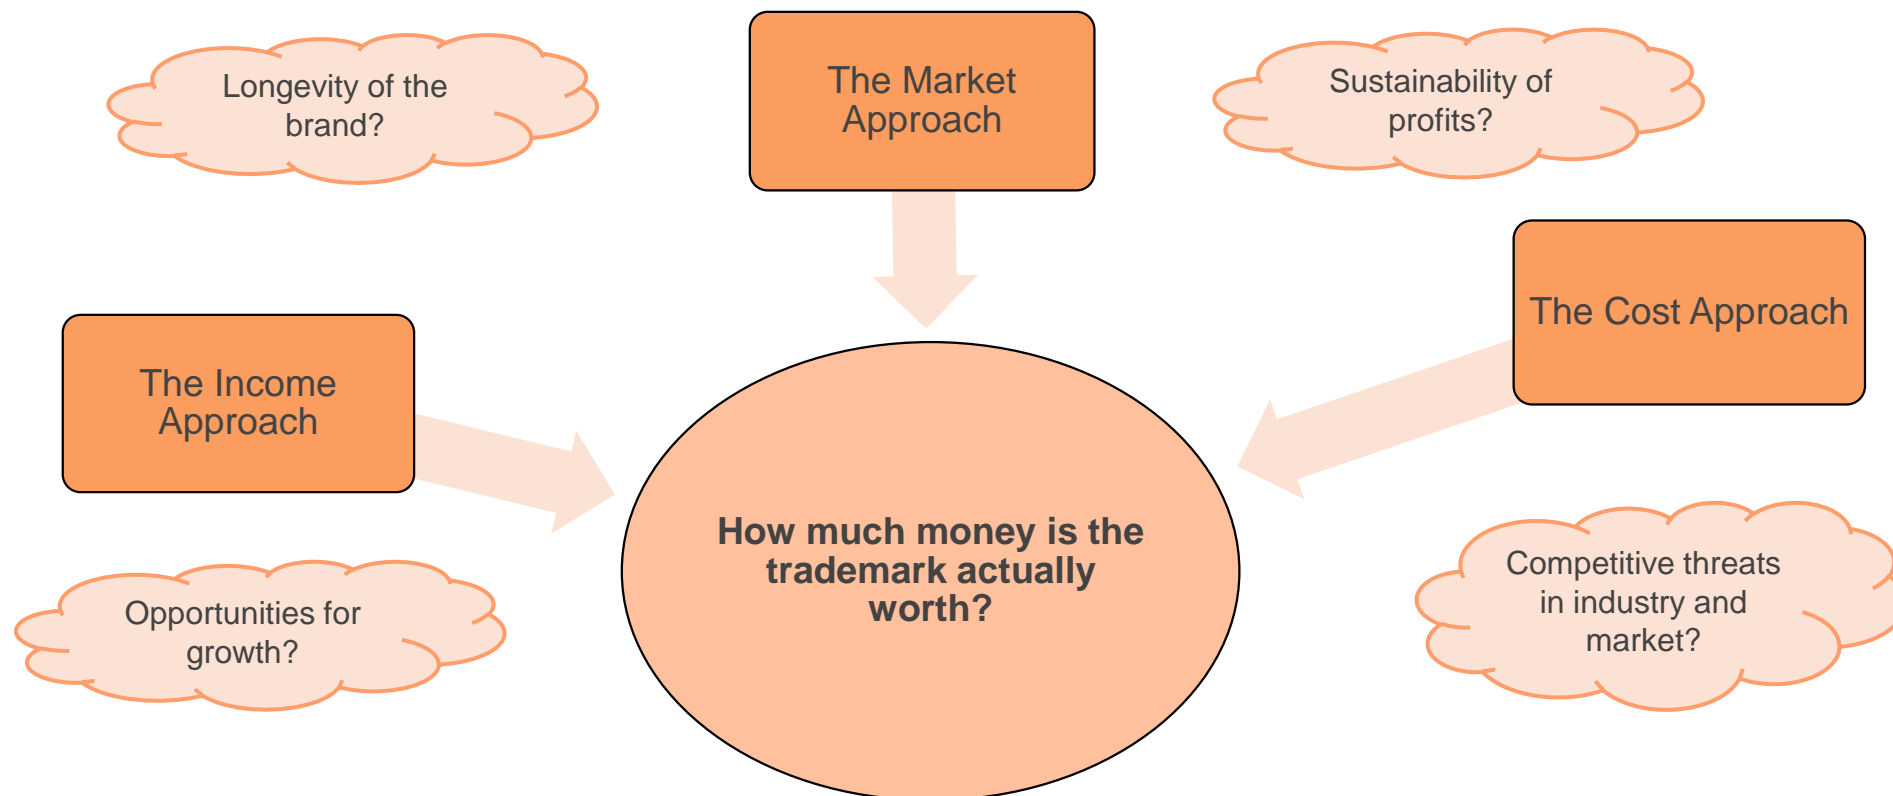 Longevity of the
brand?
The Market
Approach
Sustainability of
profits?
The Cost Approach
The Income
Approach
How much money is the
trademark actually
worth?
Opportunities for
growth?
Competitive threats
in industry and
market?